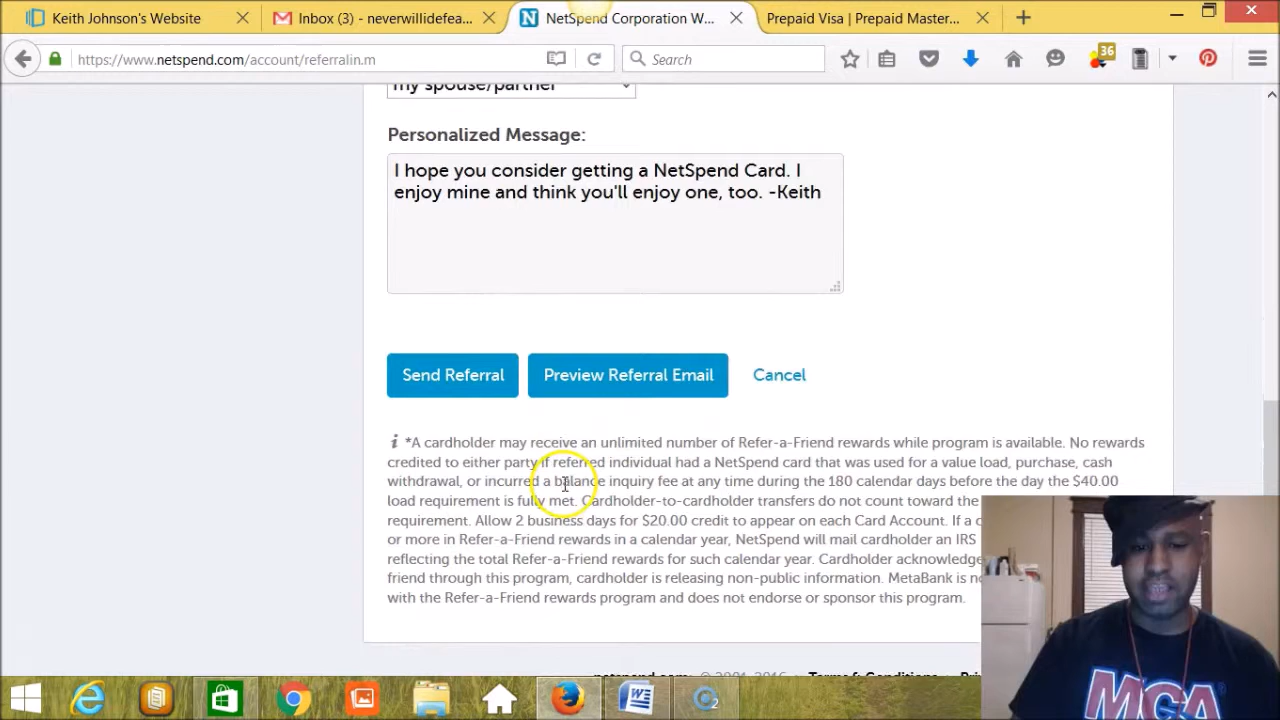 Keith Johnson's Website
Inbox (3) - neverwillidefea...
NetSpend Corporation W...
Prepaid Visa | Prepaid Master...
https://www.netspend.com/account/referralin.m
Search
36
my spouse/partner
Personalized Message:
I hope you consider getting a NetSpend Card. I
enjoy mine and think you'll enjoy one, too. -Keith
Send Referral
Preview Referral Email
Cancel
*A cardholder may receive an unlimited number of Refer-a-Friend rewards while program is available. No rewards
credited to either party if referred individual had a NetSpend card that was used for a value load, purchase, cash
withdrawal, or incurred a balance inquiry fee at any time during the 180 calendar days before the day the $40.00
load requirement is fully met. Cardholder-to-cardholder transfers do not count toward the
requirement. Allow 2 business days for $20.00 credit to appear on each Card Account. If a
or more in Refer-a-Friend rewards in a calendar year, NetSpend will mail cardholder an IRS
reflecting the total Refer-a-Friend rewards for such calendar year. Cardholder acknowledge
friend through this program, cardholder is releasing non-public information. MetaBank is
with the Refer-a-Friend rewards program and does not endorse or sponsor this program.
netspend.com: © 2001-2016
Terms & Conditions
MCA